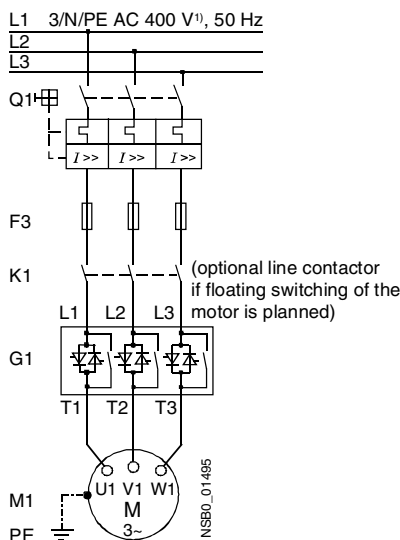 L1 3/N/PE AC 400 V¹⁾, 50 Hz
L2
L3
Q1
I >> I >> I >>
F3
K1
(optional line contactor
if floating switching of the
motor is planned)
L1 L2 L3
G1
T1 T2 T3
U1 V1 W1
M1
M
3~
PE
NSB0_01495